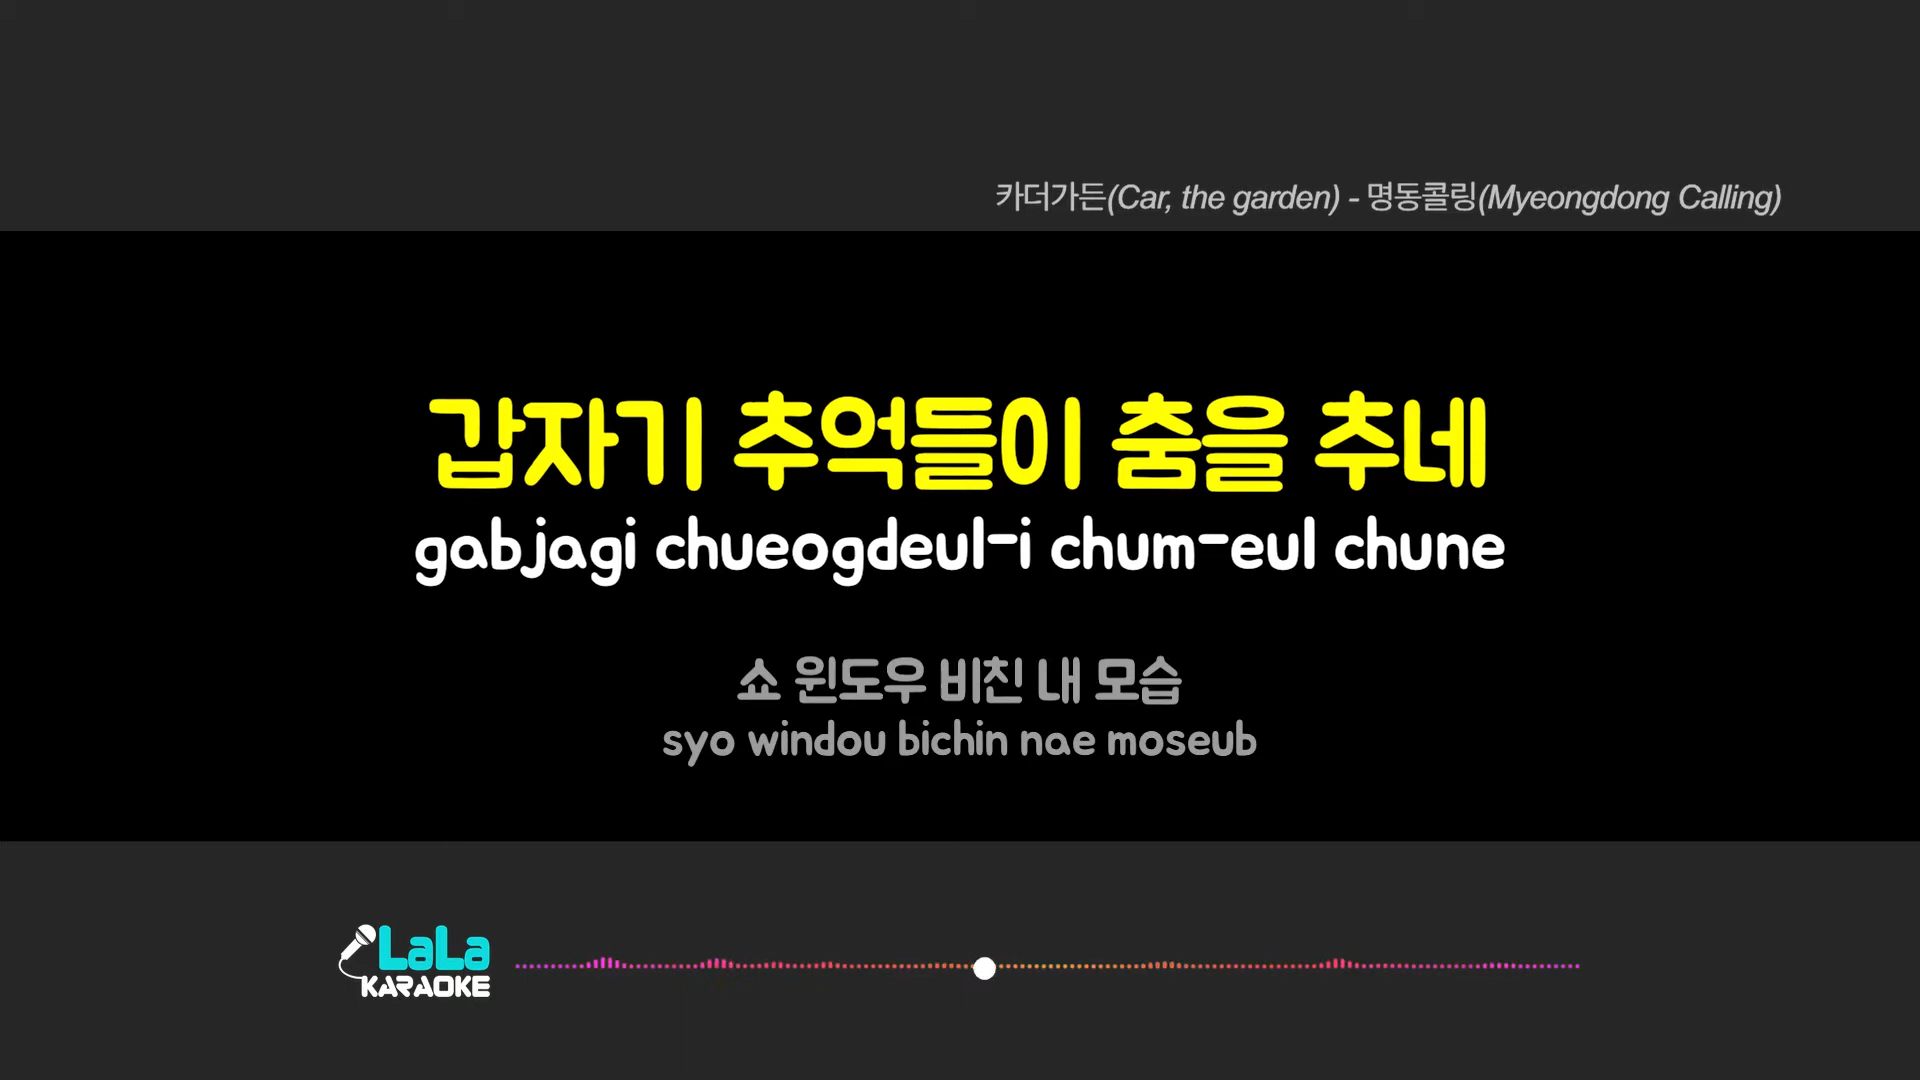 카더가든(Car, the garden) - 명동콜링(Myeongdong Calling)
갑자기 추억들이 춤을 추네
gabjagi chueogdeul-i chum-eul chune
쇼 윈도우 비친 내 모습
syo windou bichin nae moseub
LaLa
KARAOKE